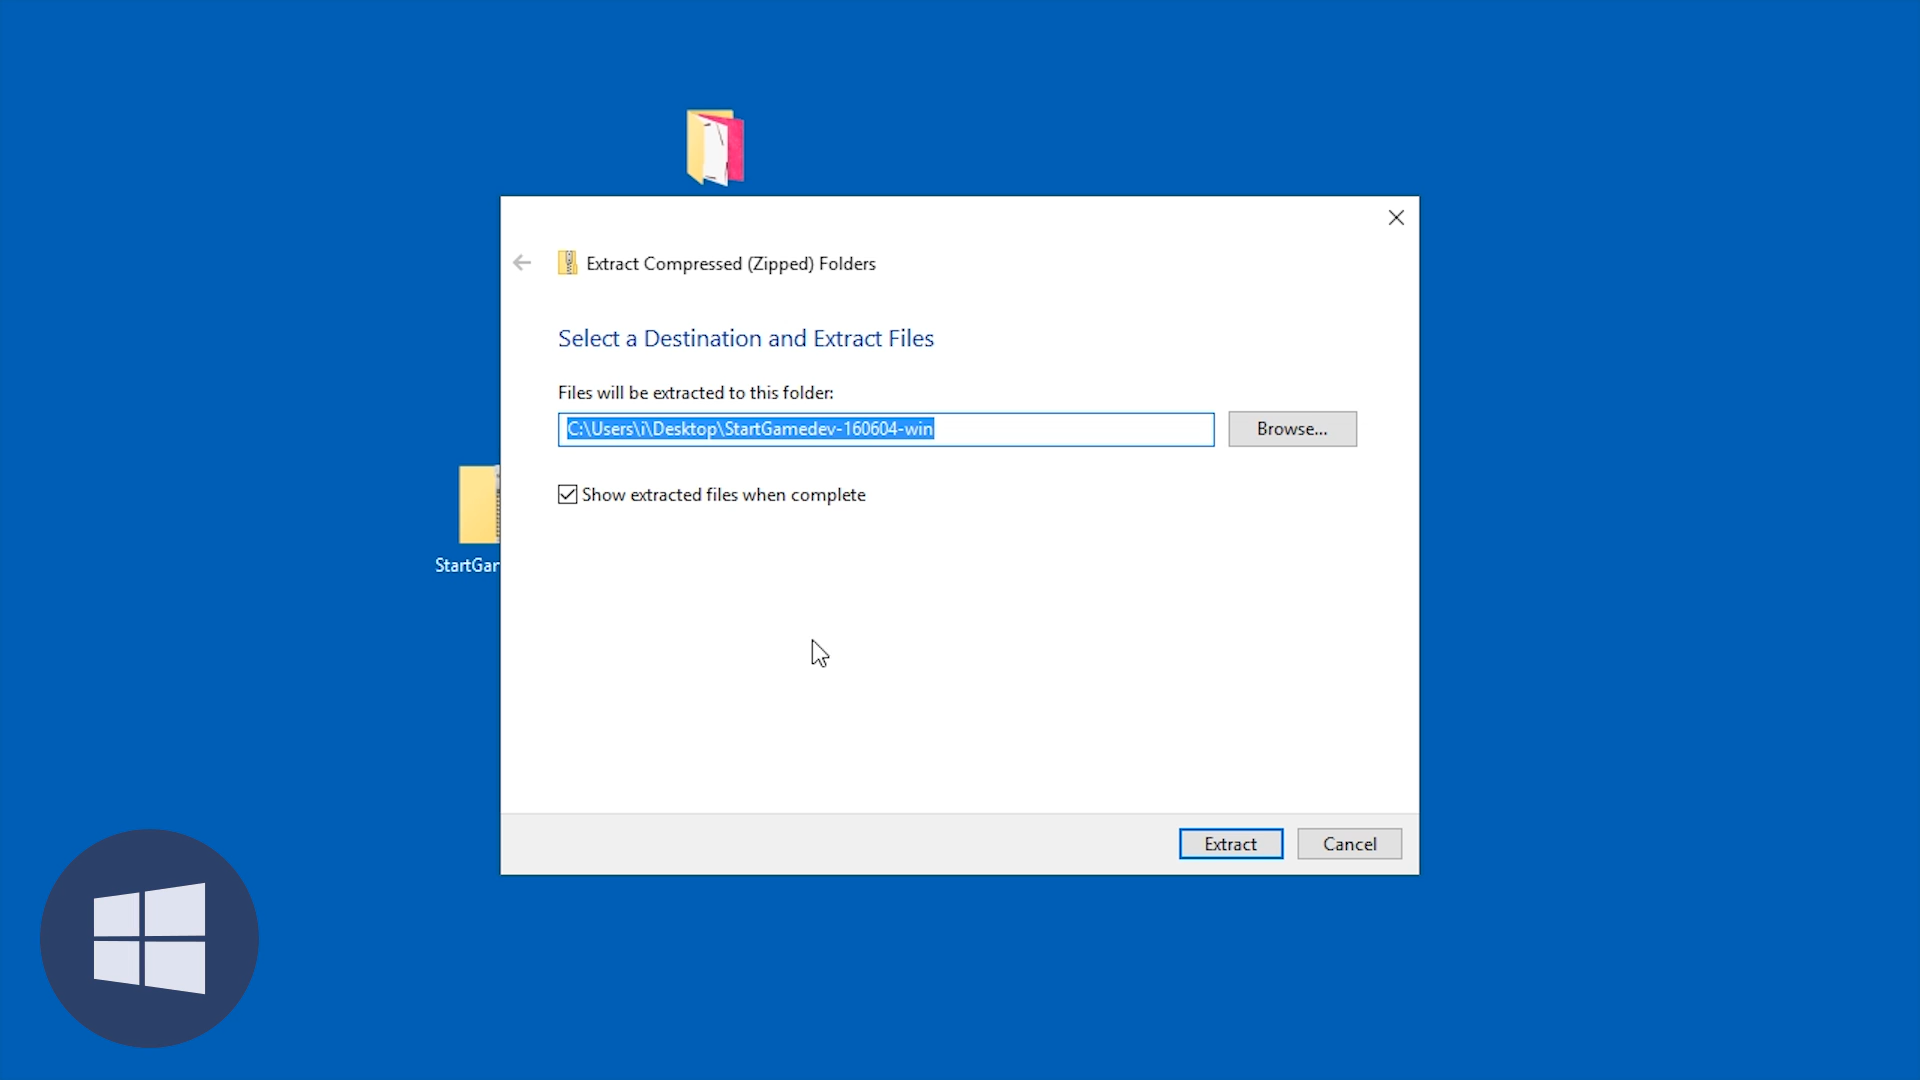 Extract Compressed (Zipped) Folders
Select a Destination and Extract Files
Files will be extracted to this folder:
C:\Users\i\Desktop\StartGamedev-160604-win
Browse...
Show extracted files when complete
StartGar
Extract
Cancel